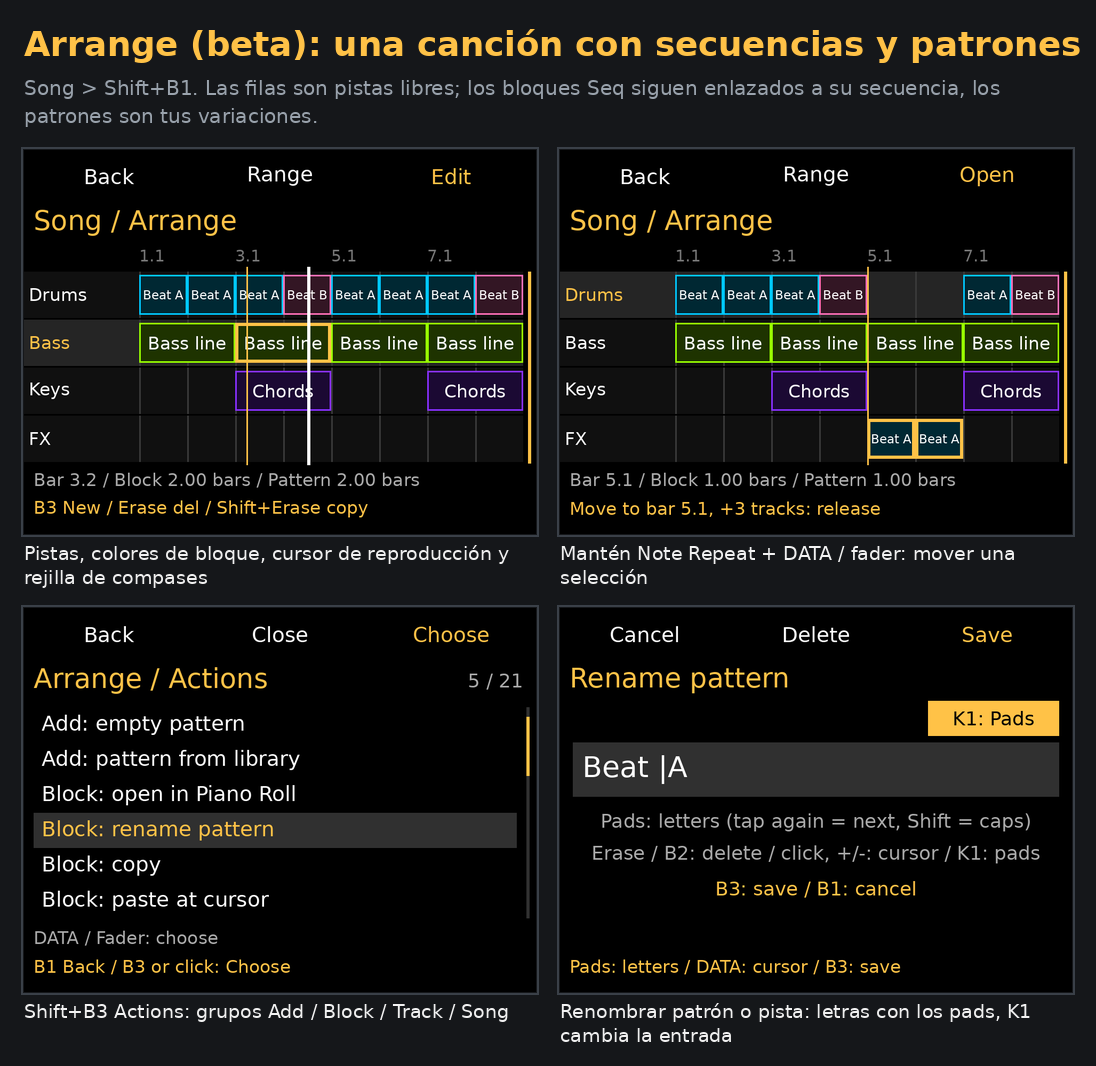 Arrange (beta): una canción con secuencias y patrones
Song > Shift+B1. Las filas son pistas libres; los bloques Seq siguen enlazados a su secuencia, los
patrones son tus variaciones.
Back Range Edit
Song / Arrange
1.1 3.1 5.1 7.1
Drums Beat A Beat A Beat A Beat B Beat A Beat A Beat A Beat B
Bass Bass line Bass line Bass line Bass line
Keys Chords Chords
FX
Bar 3.2 / Block 2.00 bars / Pattern 2.00 bars
B3 New / Erase del / Shift+Erase copy
Pistas, colores de bloque, cursor de reproducción y
rejilla de compases
Back Range Open
Song / Arrange
1.1 3.1 5.1 7.1
Drums Beat A Beat A Beat A Beat B Beat A Beat B
Bass Bass line Bass line Bass line Bass line
Keys Chords Chords
FX Beat A Beat A
Bar 5.1 / Block 1.00 bars / Pattern 1.00 bars
Move to bar 5.1, +3 tracks: release
Mantén Note Repeat + DATA / fader: mover una
selección
Back Close Choose
Arrange / Actions 5 / 21
Add: empty pattern
Add: pattern from library
Block: open in Piano Roll
Block: rename pattern
Block: copy
Block: paste at cursor
DATA / Fader: choose
B1 Back / B3 or click: Choose
Shift+B3 Actions: grupos Add / Block / Track / Song
Cancel Delete Save
Rename pattern
K1: Pads
Beat |A
Pads: letters (tap again = next, Shift = caps)
Erase / B2: delete / click, +/-: cursor / K1: pads
B3: save / B1: cancel
Pads: letters / DATA: cursor / B3: save
Renombrar patrón o pista: letras con los pads, K1
cambia la entrada